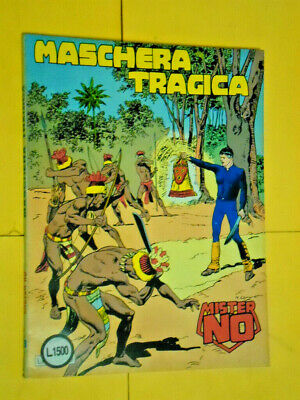 MASCHERA
TRAGICA
MISTER
NO
L.1500